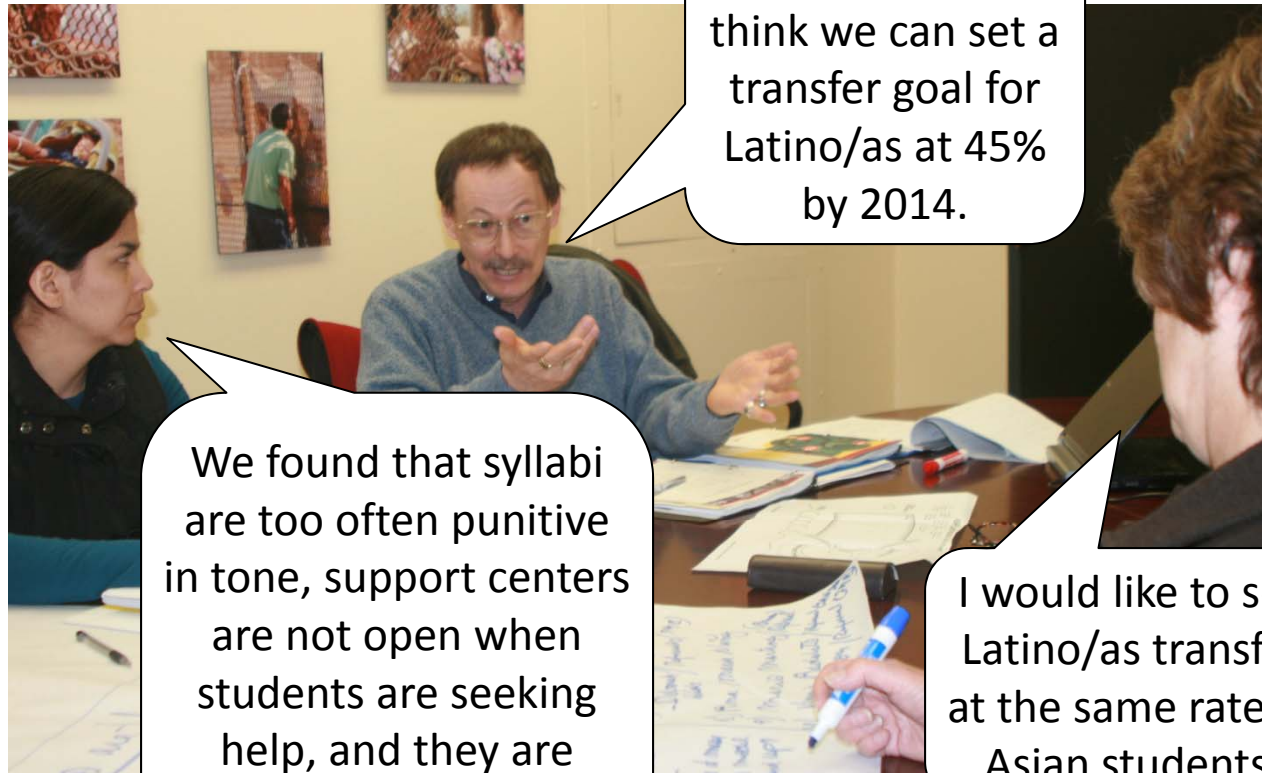 think we can set a
transfer goal for
Latino/as at 45%
by 2014.
We found that syllabi
are too often punitive
in tone, support centers
are not open when
students are seeking
help, and they are
I would like to s
Latino/as transf
at the same rate
Asian students